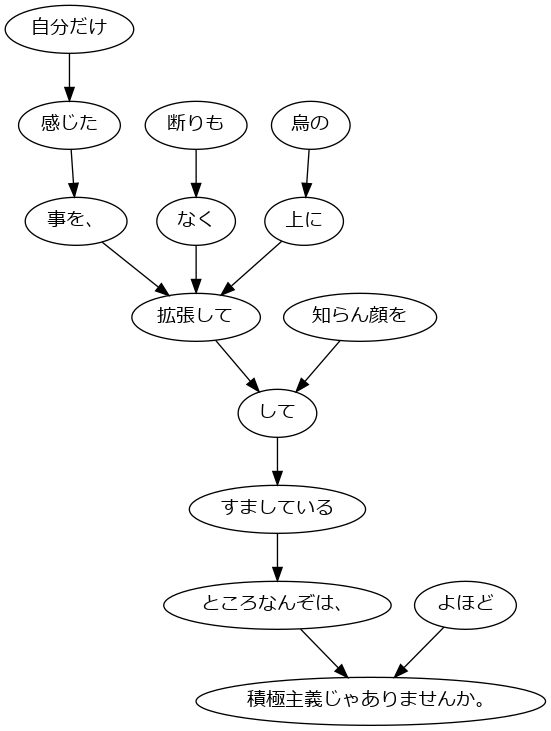 自分だけ
感じた
断りも
烏の
事を、
なく
上に
拡張して
知らん顔を
して
すましている
ところなんぞは、
よほど
積極主義じゃありませんか。